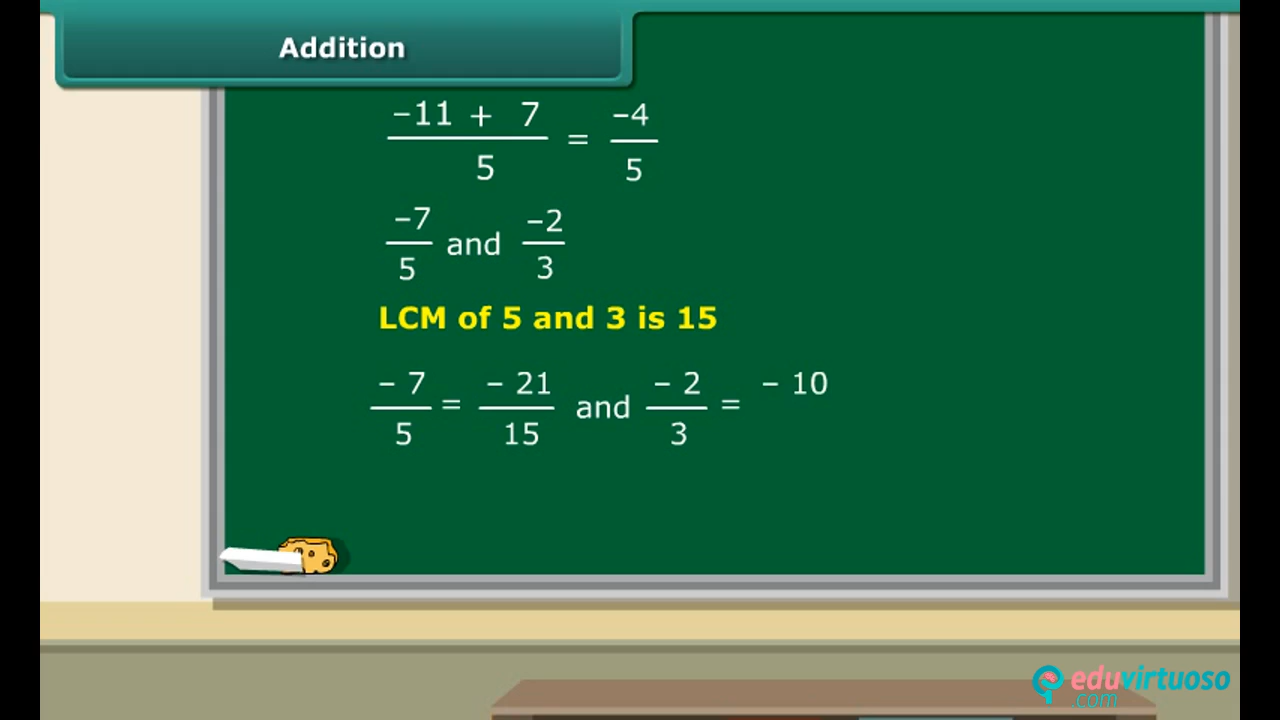 Addition
−11 + 7
= −4
5
5
−7 and −2
5
3
LCM of 5 and 3 is 15
− 7 = − 21 and − 2 = − 10
5
15
3
eduvirtuoso
.com